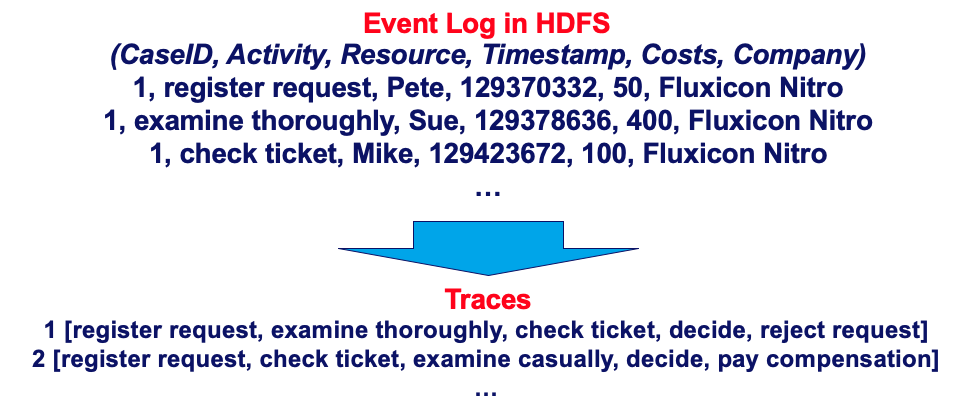 Event Log in HDFS
(CaseID, Activity, Resource, Timestamp, Costs, Company)
1, register request, Pete, 129370332, 50, Fluxicon Nitro
1, examine thoroughly, Sue, 129378636, 400, Fluxicon Nitro
1, check ticket, Mike, 129423672, 100, Fluxicon Nitro
…
Traces
1 [register request, examine thoroughly, check ticket, decide, reject request]
2 [register request, check ticket, examine casually, decide, pay compensation]
…